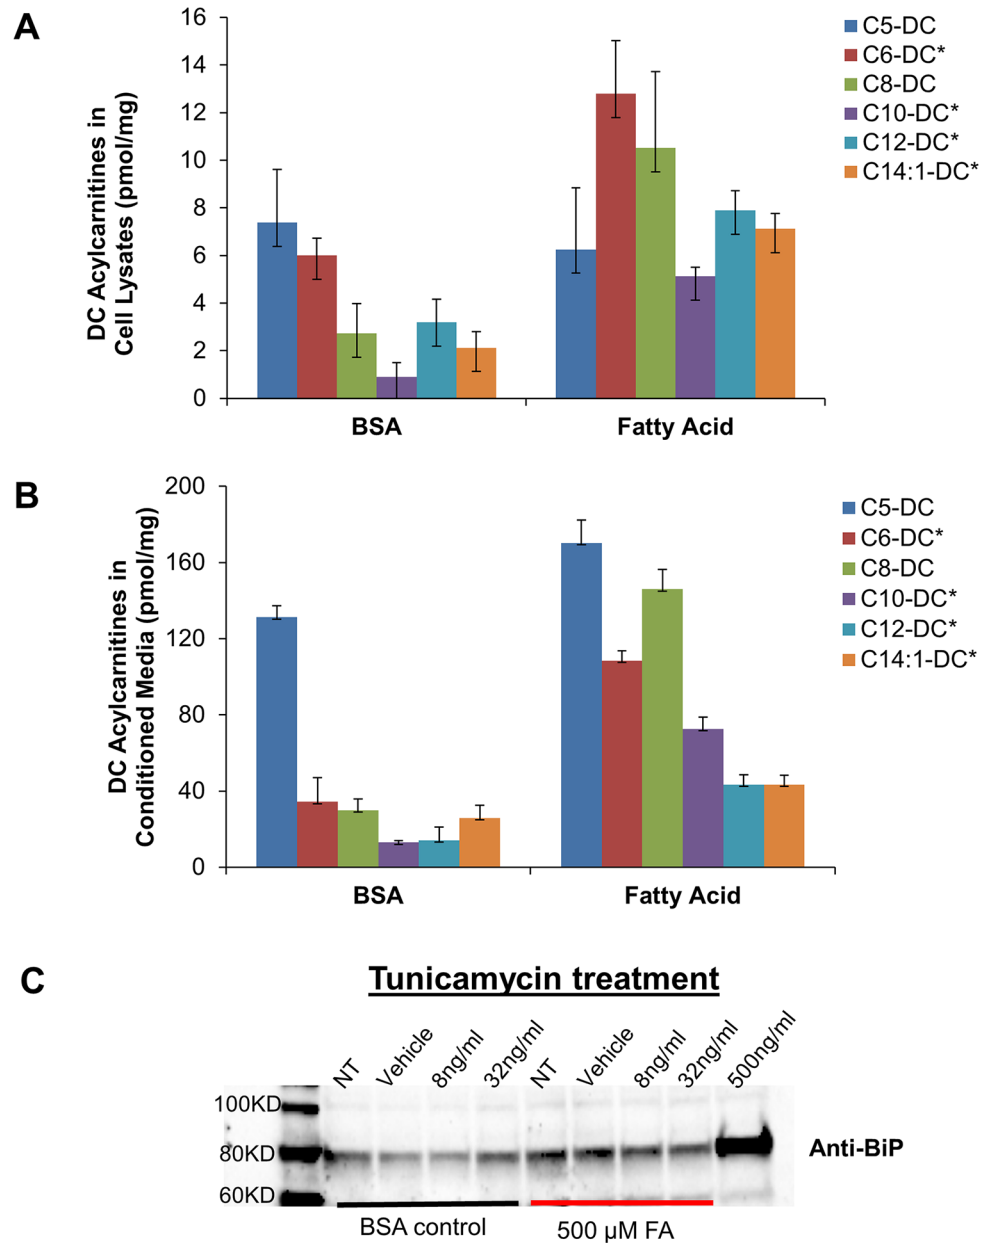 A
DC Acylcarnitines in
Cell Lysates (pmol/mg)
16
14
12
10
8
6
4
2
0
BSA
Fatty Acid
C5-DC
C6-DC*
C8-DC
C10-DC*
C12-DC*
C14:1-DC*
B
DC Acylcarnitines in
Conditioned Media (pmol/mg)
200
160
120
80
40
0
BSA
Fatty Acid
C5-DC
C6-DC*
C8-DC
C10-DC*
C12-DC*
C14:1-DC*
C
Tunicamycin treatment
NT
Vehicle
8ng/ml
32ng/ml
NT
Vehicle
8ng/ml
32ng/ml
500ng/ml
100KD
80KD
60KD
Anti-BiP
BSA control
500 µM FA